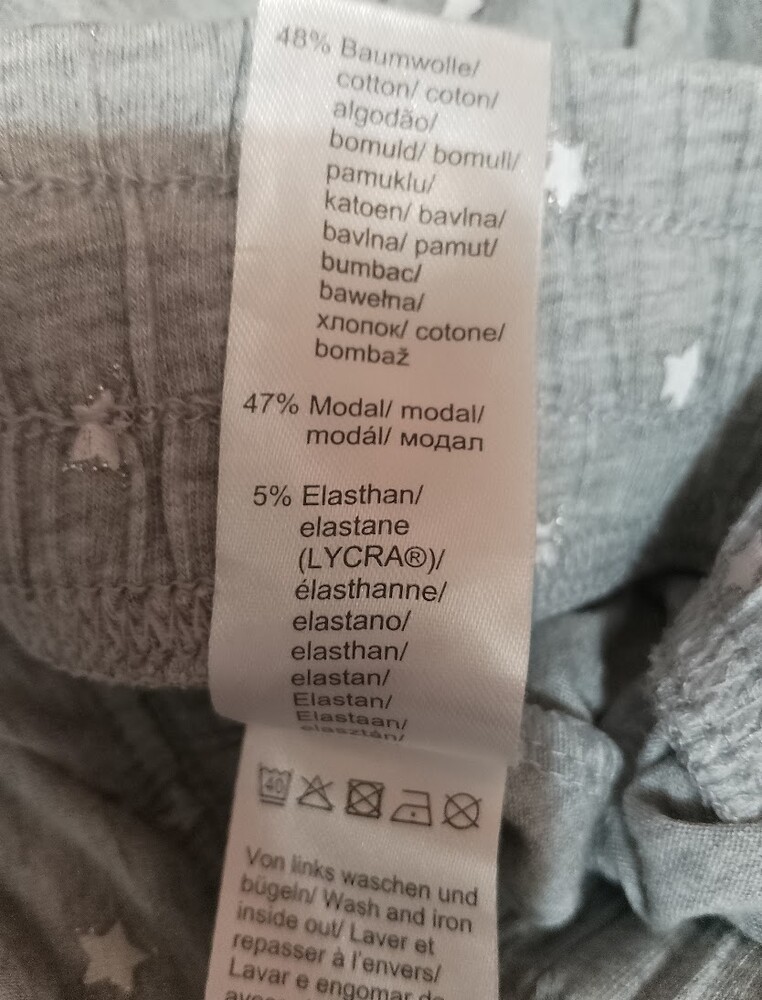 48% Baumwolle/
cotton/ coton/
algodão/
bomuld/ bomull/
pamuklu/
katoen/ bavlna/
bavlna/ pamut/
bumbac/
bawełna/
хлопок/ cotone/
bombaž
47% Modal/ modal/
modál/ модал
5% Elasthan/
elastane
(LYCRA®)/
élasthanne/
elastano/
elasthan/
elastan/
Elastan/
Elastaan/
elasztán/
40
Von links waschen und
bügeln/ Wash and iron
inside out/ Laver et
repasser à l'envers/
Lavar e engomar do